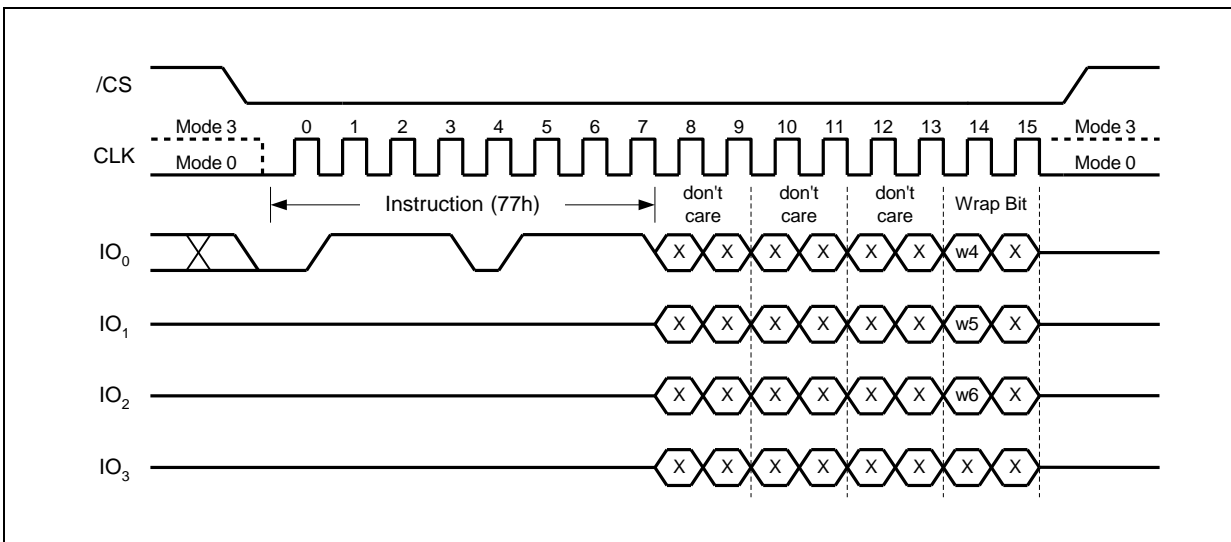 /CS
Mode 3 0 1 2 3 4 5 6 7 8 9 10 11 12 13 14 15 Mode 3
CLK
Mode 0 Mode 0
Instruction (77h) don't care don't care don't care Wrap Bit
IO0 X X X X X X w4 X
IO1 X X X X X X w5 X
IO2 X X X X X X w6 X
IO3 X X X X X X X X